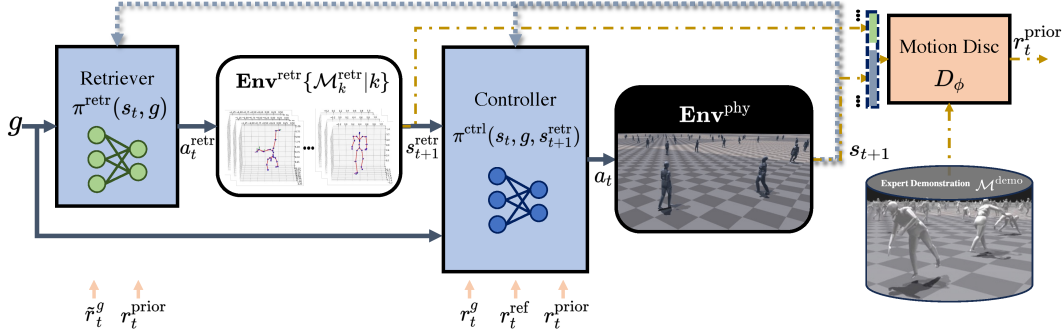 g
Retriever
π^retr(s_t, g)
a_t^retr
Env^retr{M_k^retr|k}
...
s_{t+1}^retr
Controller
π^ctrl(s_t, g, s_{t+1}^retr)
a_t
Env^phy
s_{t+1}
Motion Disc
D_ϕ
r_t^prior
Expert Demonstration M^demo
r̃_t^g r_t^prior
r_t^g r_t^ref r_t^prior